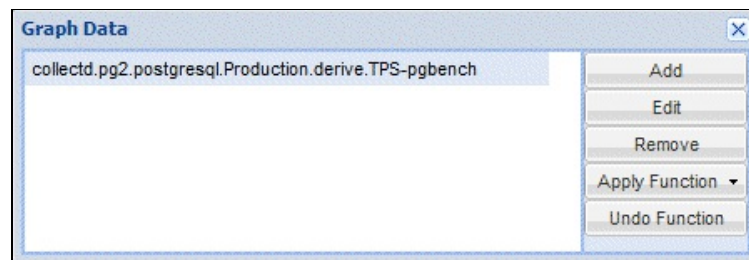 Graph Data
collectd.pg2.postgresql.Production.derive.TPS-pgbench
Add
Edit
Remove
Apply Function
Undo Function